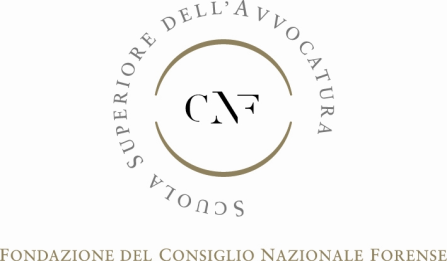 SCUOLA SUPERIORE DELL'AVVOCATURA
CNF
FONDAZIONE DEL CONSIGLIO NAZIONALE FORENSE